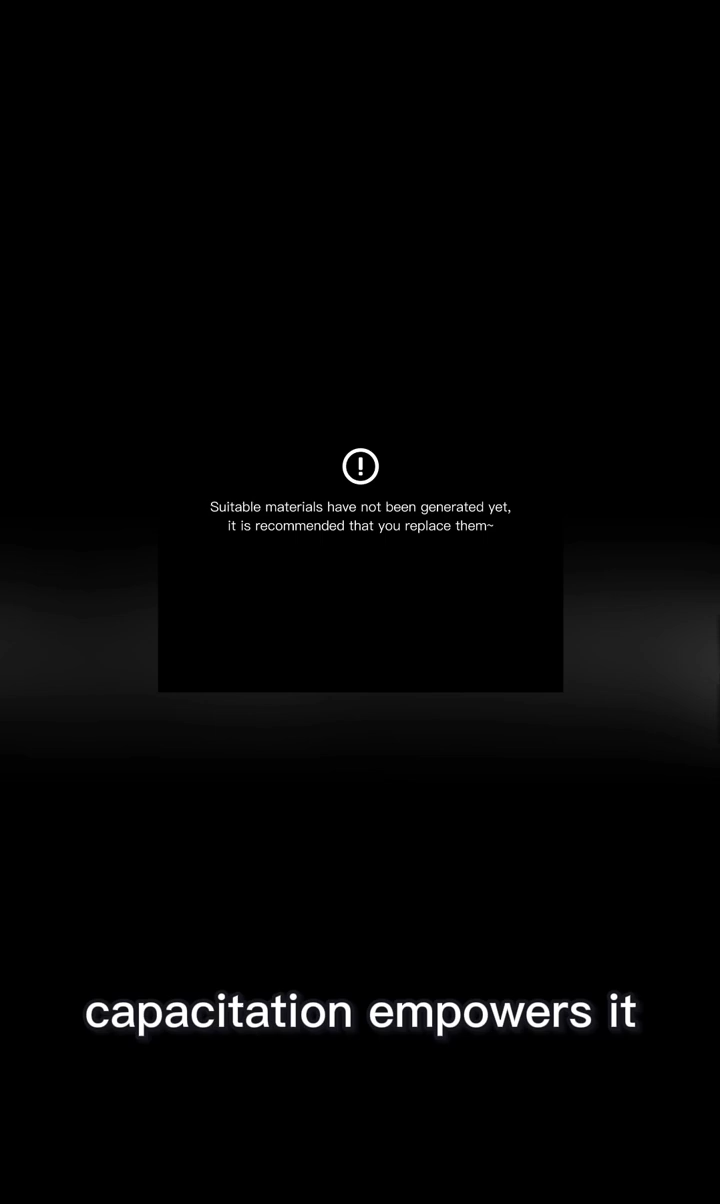 Suitable materials have not been generated yet,
it is recommended that you replace them~
capacitation empowers it